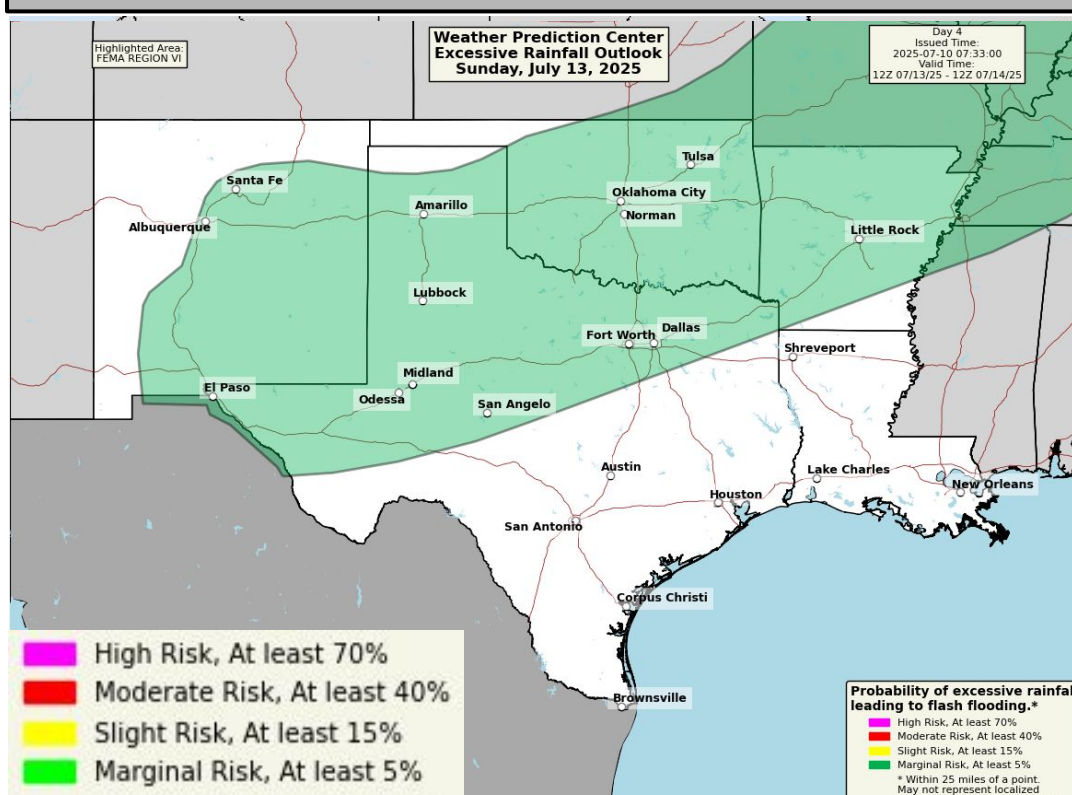 Highlighted Area:
FEMA REGION VI
Weather Prediction Center
Excessive Rainfall Outlook
Sunday, July 13, 2025
Day 4
Issued Time:
2025-07-10 07:33:00
Valid Time:
12Z 07/13/25 - 12Z 07/14/25
Tulsa
Santa Fe
Oklahoma City
Amarillo
Norman
Albuquerque
Little Rock
Lubbock
Dallas
Fort Worth
Shreveport
Midland
El Paso
Odessa
San Angelo
Austin
Lake Charles
New Orleans
Houston
San Antonio
Corpus Christi
Brownsville
High Risk, At least 70%
Moderate Risk, At least 40%
Slight Risk, At least 15%
Marginal Risk, At least 5%
Probability of excessive rainfall
leading to flash flooding.*
High Risk, At least 70%
Moderate Risk, At least 40%
Slight Risk, At least 15%
Marginal Risk, At least 5%
* Within 25 miles of a point.
May not represent localized